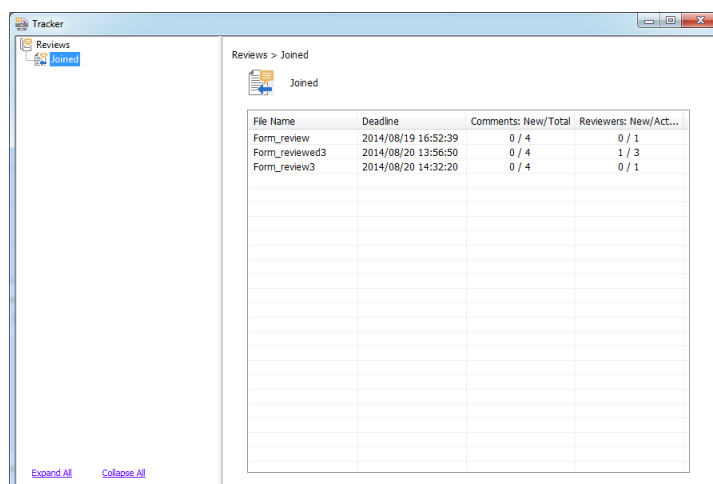 Tracker
Reviews
Joined
Reviews > Joined
Joined
File Name Deadline Comments: New/Total Reviewers: New/Act...
Form_review 2014/08/19 16:52:39 0 / 4 0 / 1
Form_reviewed3 2014/08/20 13:56:50 0 / 4 1 / 3
Form_review3 2014/08/20 14:32:20 0 / 4 0 / 1
Expand All Collapse All